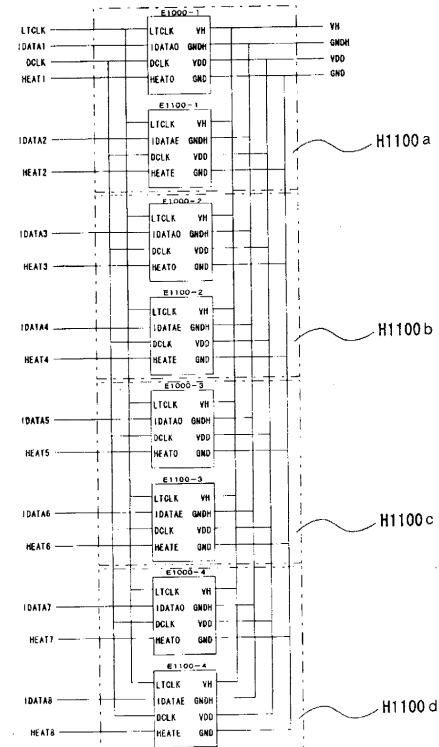 E1000-1
LTCLK LTCLK VH VH
IDATA1 IDATAO GNDH GNDH
DCLK DCLK VDD VDD
HEAT1 HEATO GND GND
E1100-1
LTCLK VH
IDATA2 IDATAE GNDH
DCLK VDD
HEAT2 HEATE GND
H1100a
E1000-2
LTCLK VH
IDATA3 IDATAO GNDH
DCLK VDD
HEAT3 HEATO GND
E1100-2
LTCLK VH
IDATA4 IDATAE GNDH
DCLK VDD
HEAT4 HEATE GND
H1100b
E1000-3
LTCLK VH
IDATA5 IDATAO GNDH
DCLK VDD
HEAT5 HEATO GND
E1100-3
LTCLK VH
IDATA6 IDATAE GNDH
DCLK VDD
HEAT6 HEATE GND
H1100c
E1000-4
LTCLK VH
IDATA7 IDATAO GNDH
DCLK VDD
HEAT7 HEATO GND
E1100-4
LTCLK VH
IDATA8 IDATAE GNDH
DCLK VDD
HEAT8 HEATE GND
H1100d